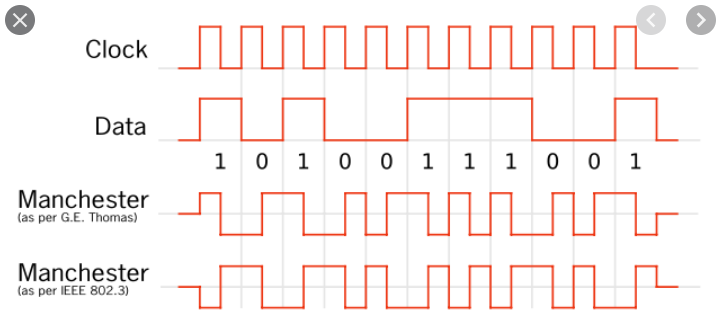 Clock
Data
1 0 1 0 0 1 1 1 0 0 1
Manchester
(as per G.E. Thomas)
Manchester
(as per IEEE 802.3)